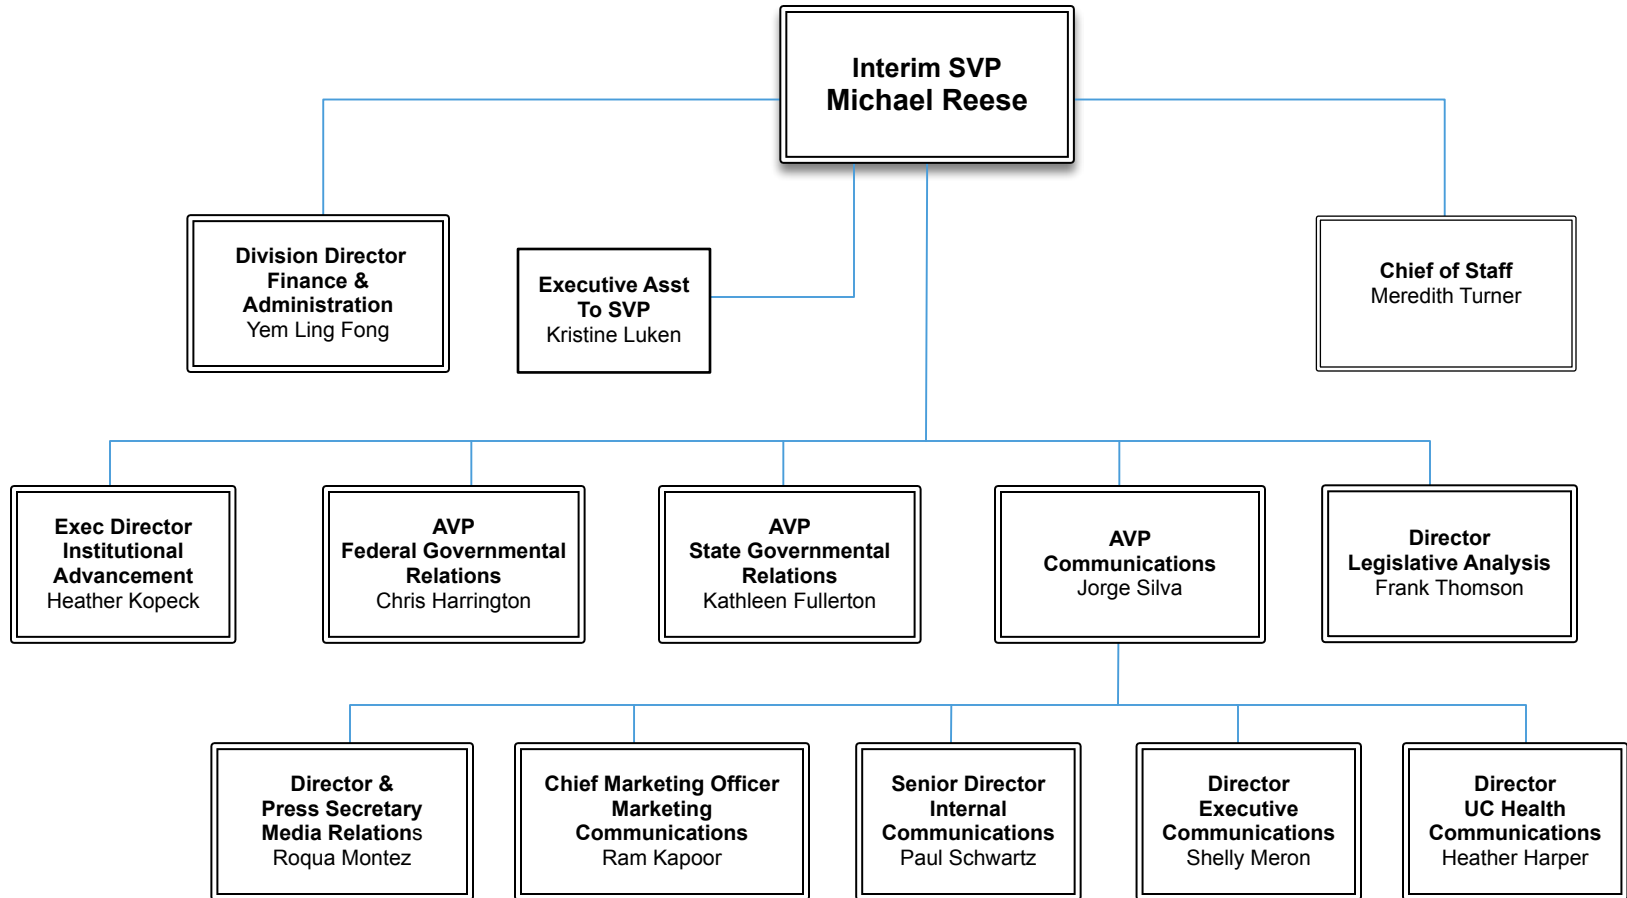 Interim SVP
Michael Reese
Division Director
Finance &
Administration
Yem Ling Fong
Executive Asst
To SVP
Kristine Luken
Chief of Staff
Meredith Turner
Exec Director
Institutional
Advancement
Heather Kopeck
AVP
Federal Governmental
Relations
Chris Harrington
AVP
State Governmental
Relations
Kathleen Fullerton
AVP
Communications
Jorge Silva
Director
Legislative Analysis
Frank Thomson
Director &
Press Secretary
Media Relations
Roqua Montez
Chief Marketing Officer
Marketing
Communications
Ram Kapoor
Senior Director
Internal
Communications
Paul Schwartz
Director
Executive
Communications
Shelly Meron
Director
UC Health
Communications
Heather Harper